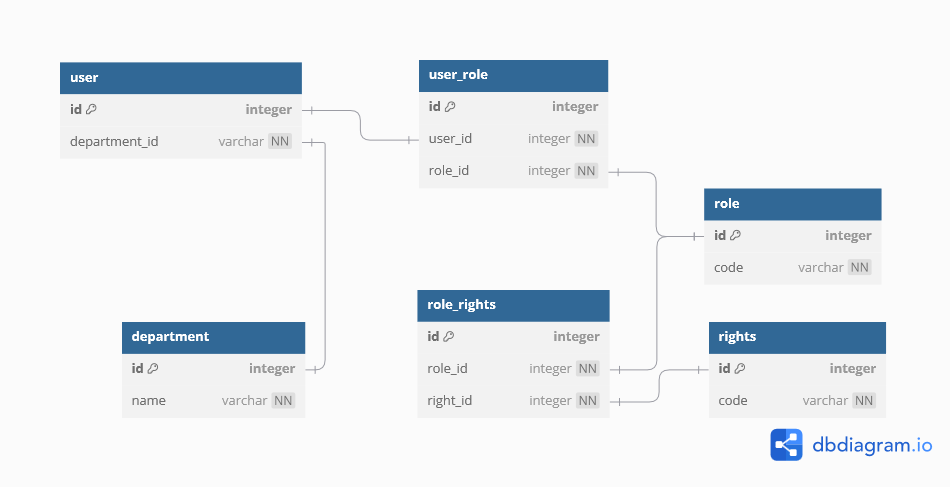 user
id integer
department_id varchar NN
user_role
id integer
user_id integer NN
role_id integer NN
role
id integer
code varchar NN
role_rights
id integer
role_id integer NN
right_id integer NN
department
id integer
name varchar NN
rights
id integer
code varchar NN
dbdiagram.io